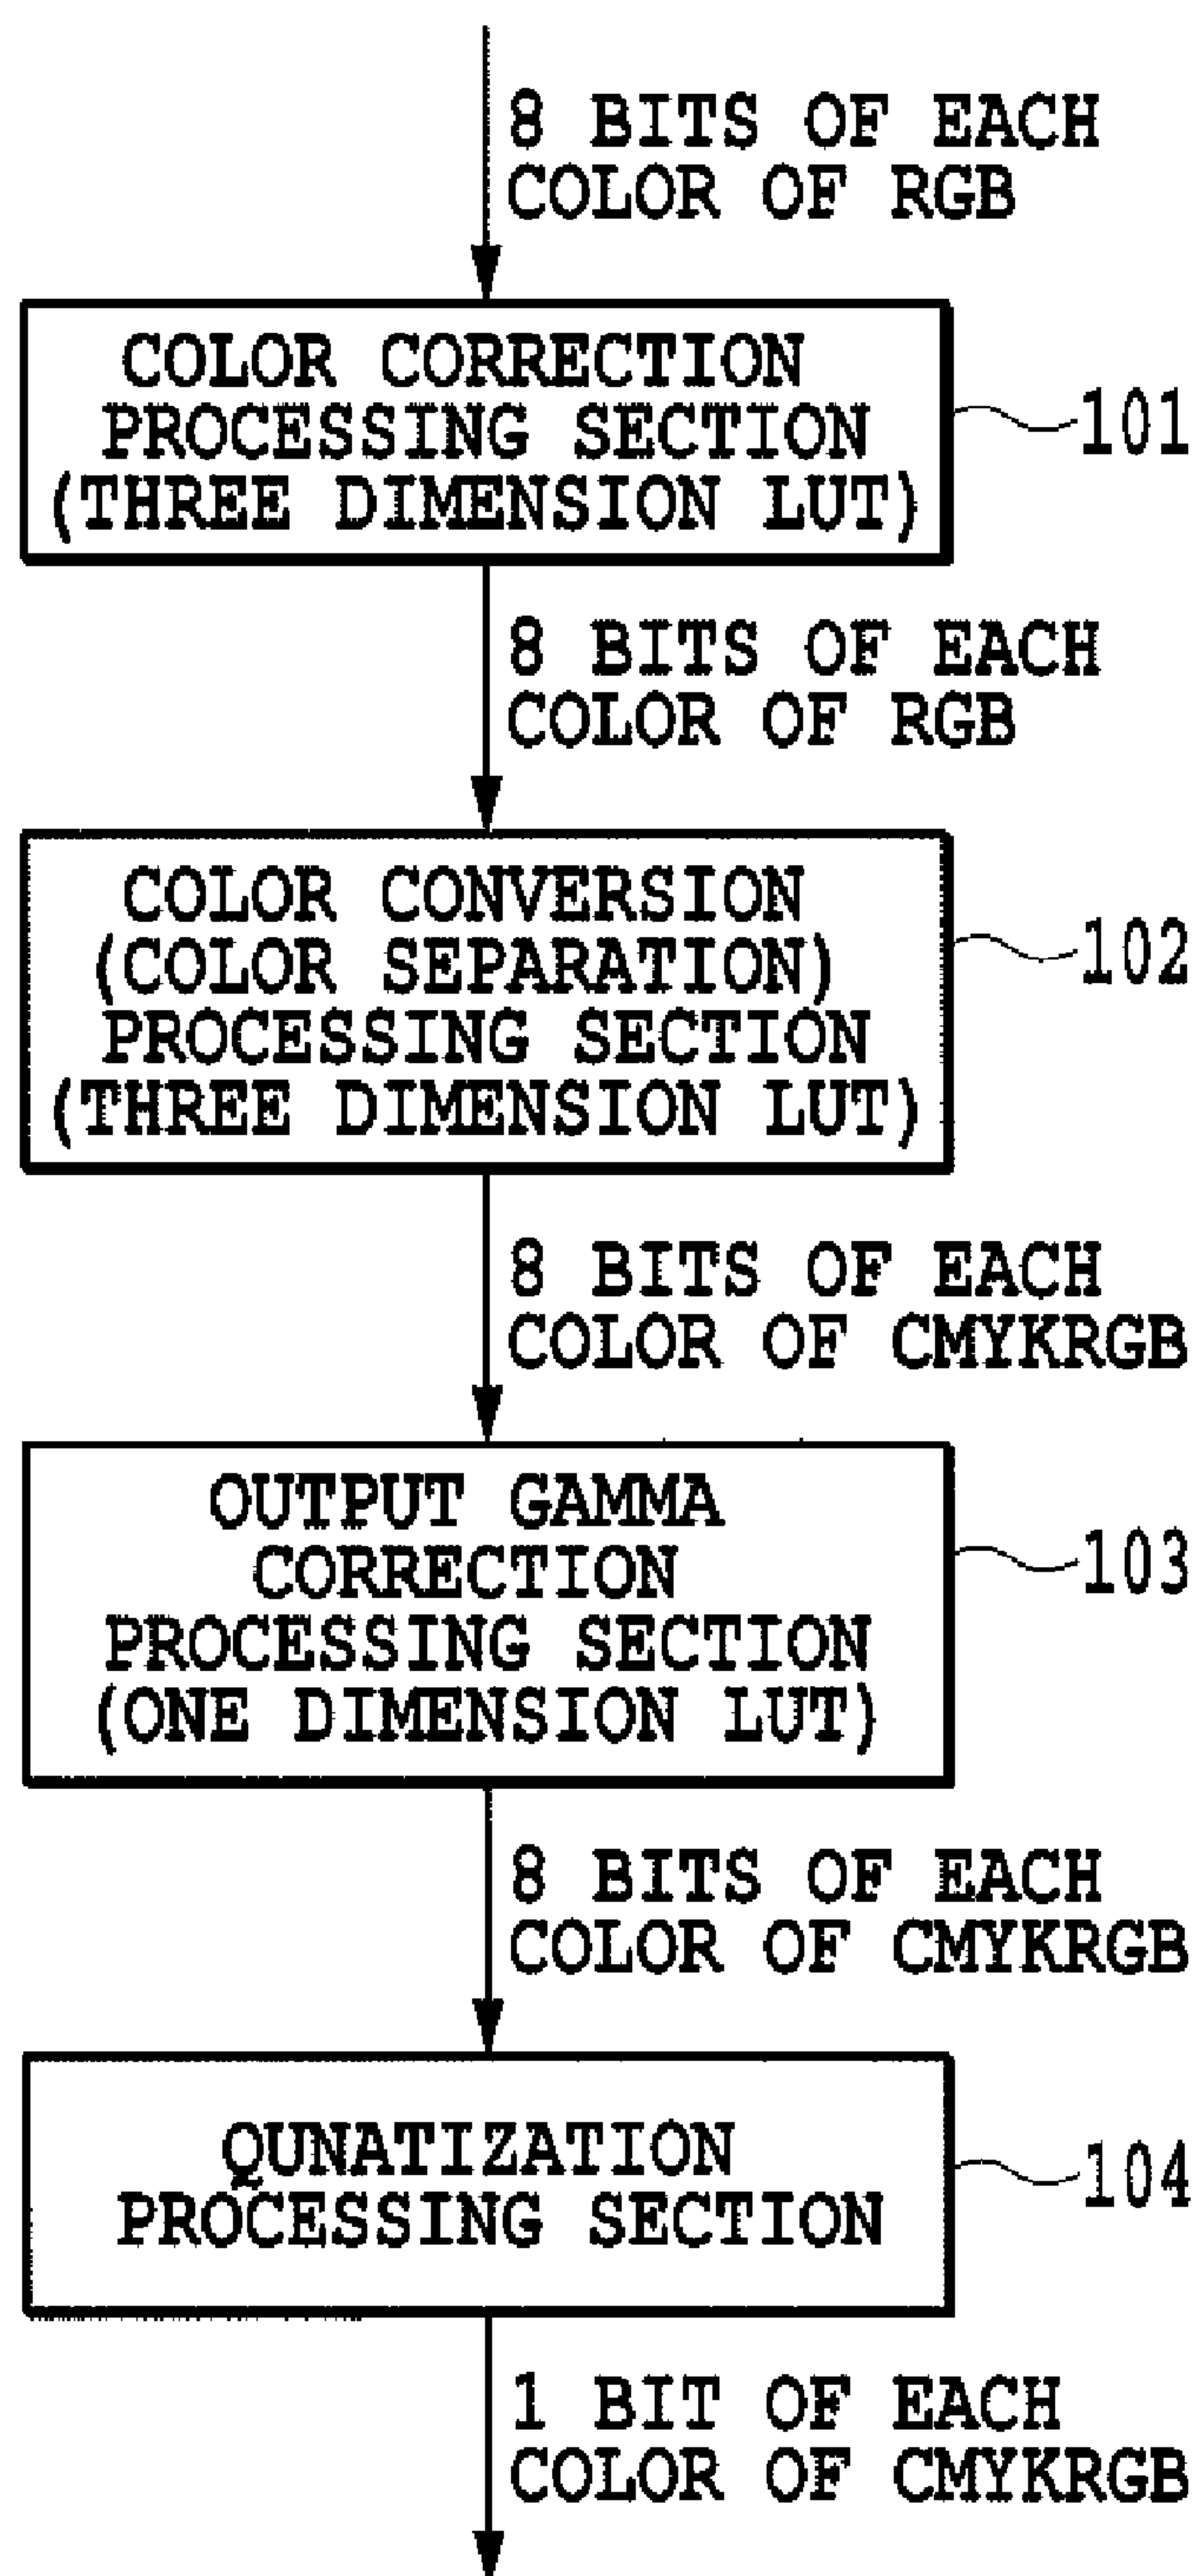 8 BITS OF EACH
COLOR OF RGB
COLOR CORRECTION
PROCESSING SECTION
(THREE DIMENSION LUT)
101
8 BITS OF EACH
COLOR OF RGB
COLOR CONVERSION
(COLOR SEPARATION)
PROCESSING SECTION
(THREE DIMENSION LUT)
102
8 BITS OF EACH
COLOR OF CMYKRGB
OUTPUT GAMMA
CORRECTION
PROCESSING SECTION
(ONE DIMENSION LUT)
103
8 BITS OF EACH
COLOR OF CMYKRGB
QUNATIZATION
PROCESSING SECTION
104
1 BIT OF EACH
COLOR OF CMYKRGB